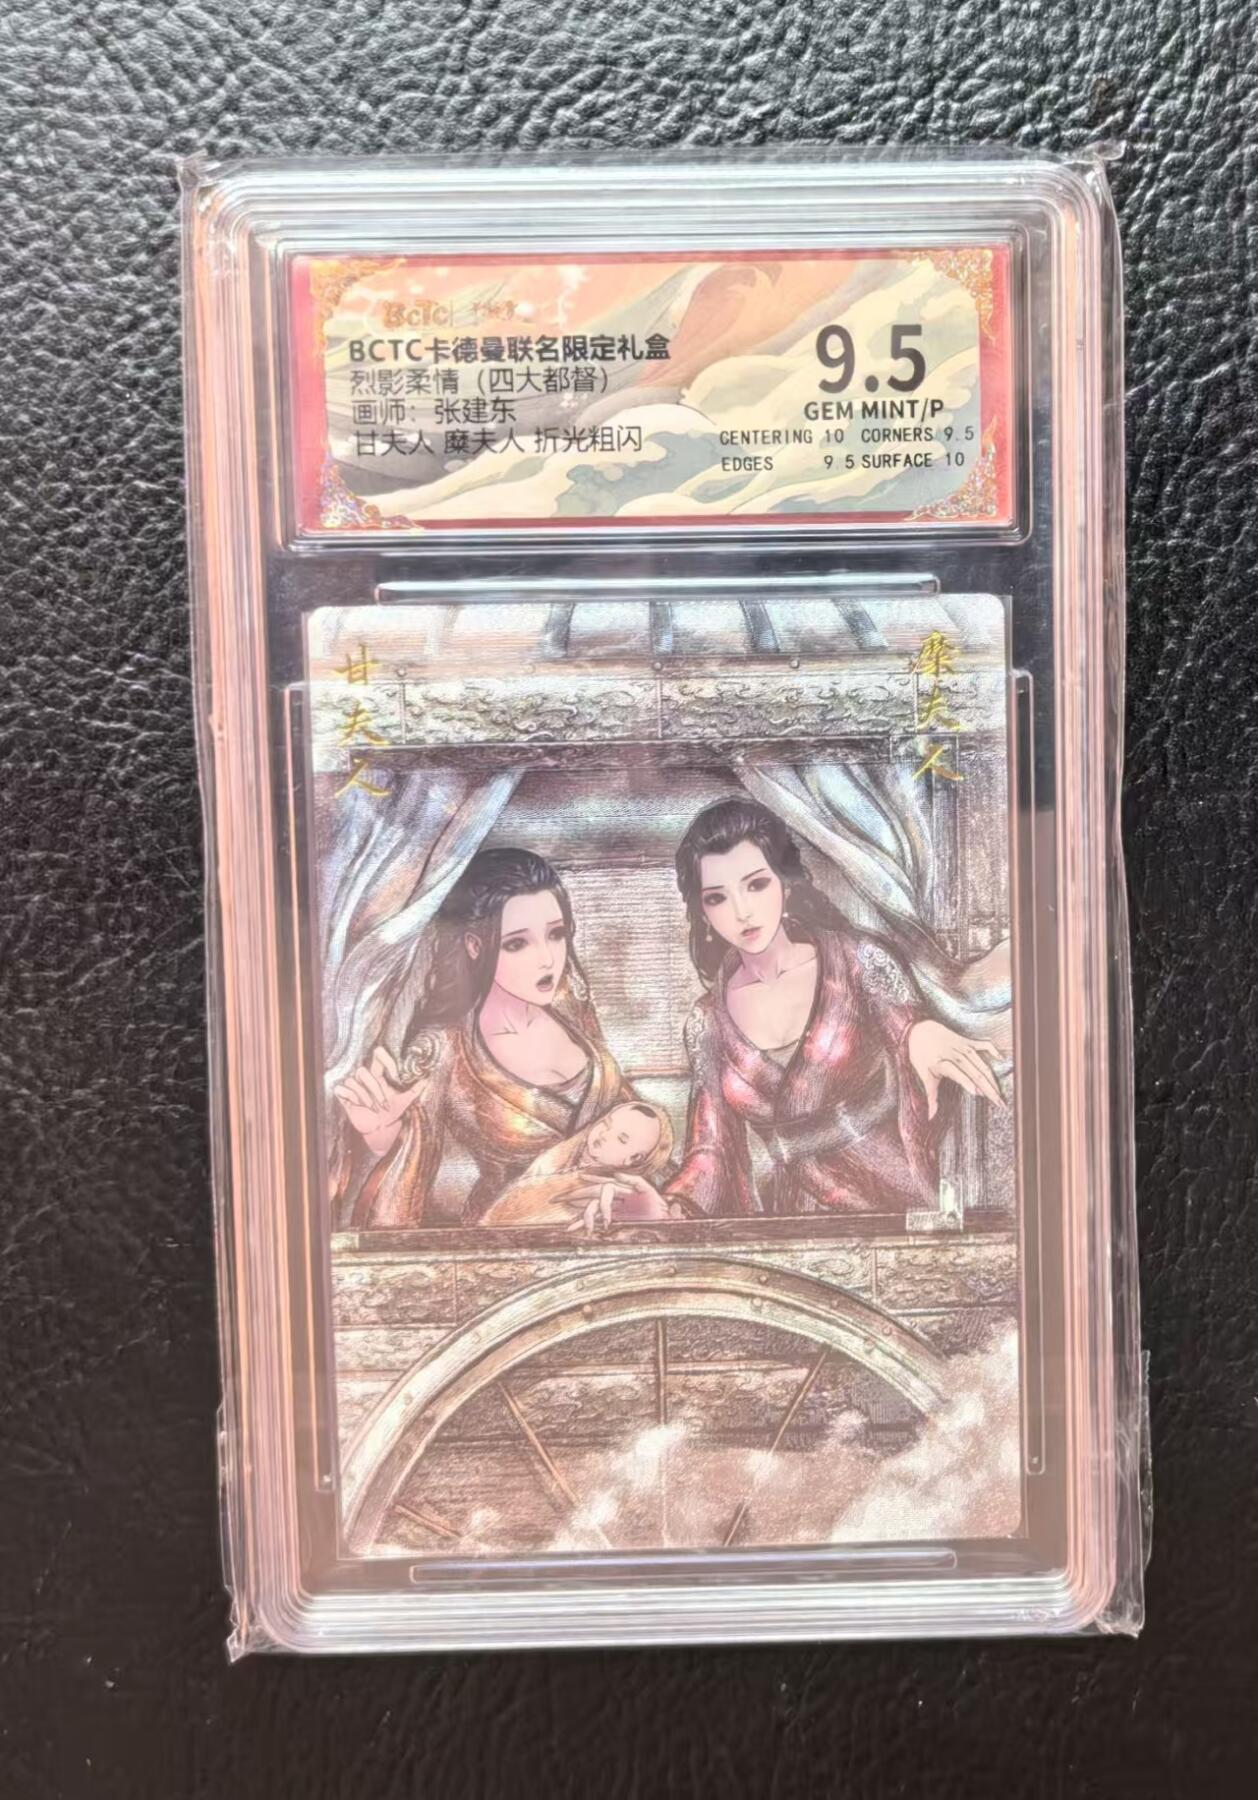 BCTC
BCTC卡德曼联名限定礼盒
烈影柔情（四大都督）
画师：张建东
甘夫人 糜夫人 折光粗闪
9.5
GEM MINT/P
CENTERING 10 CORNERS 9.5
EDGES 9.5 SURFACE 10
甘夫人
糜夫人